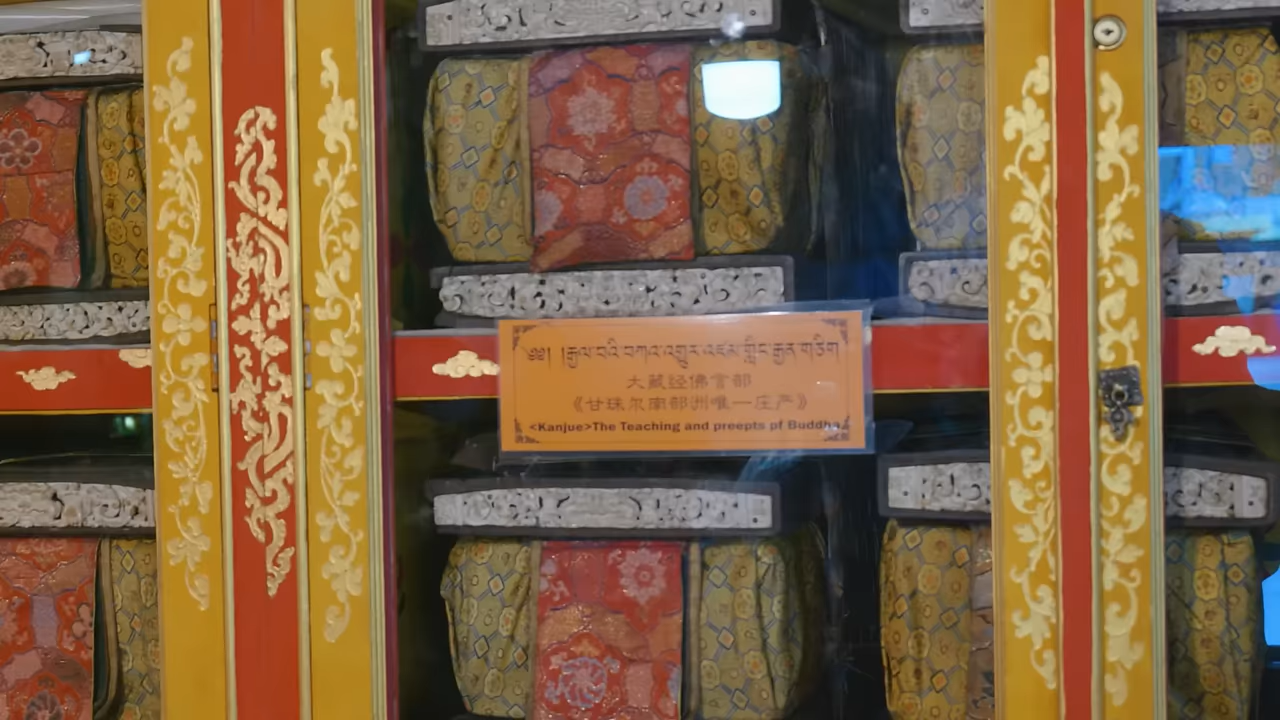 ༄༅། །རྒྱལ་བའི་བཀའ་འགྱུར་འཛམ་གླིང་རྒྱན་གཅིག
大藏经佛言部
《甘珠尔南部洲唯一庄严》
<Kanjue>The Teaching and preepts pf Buddha